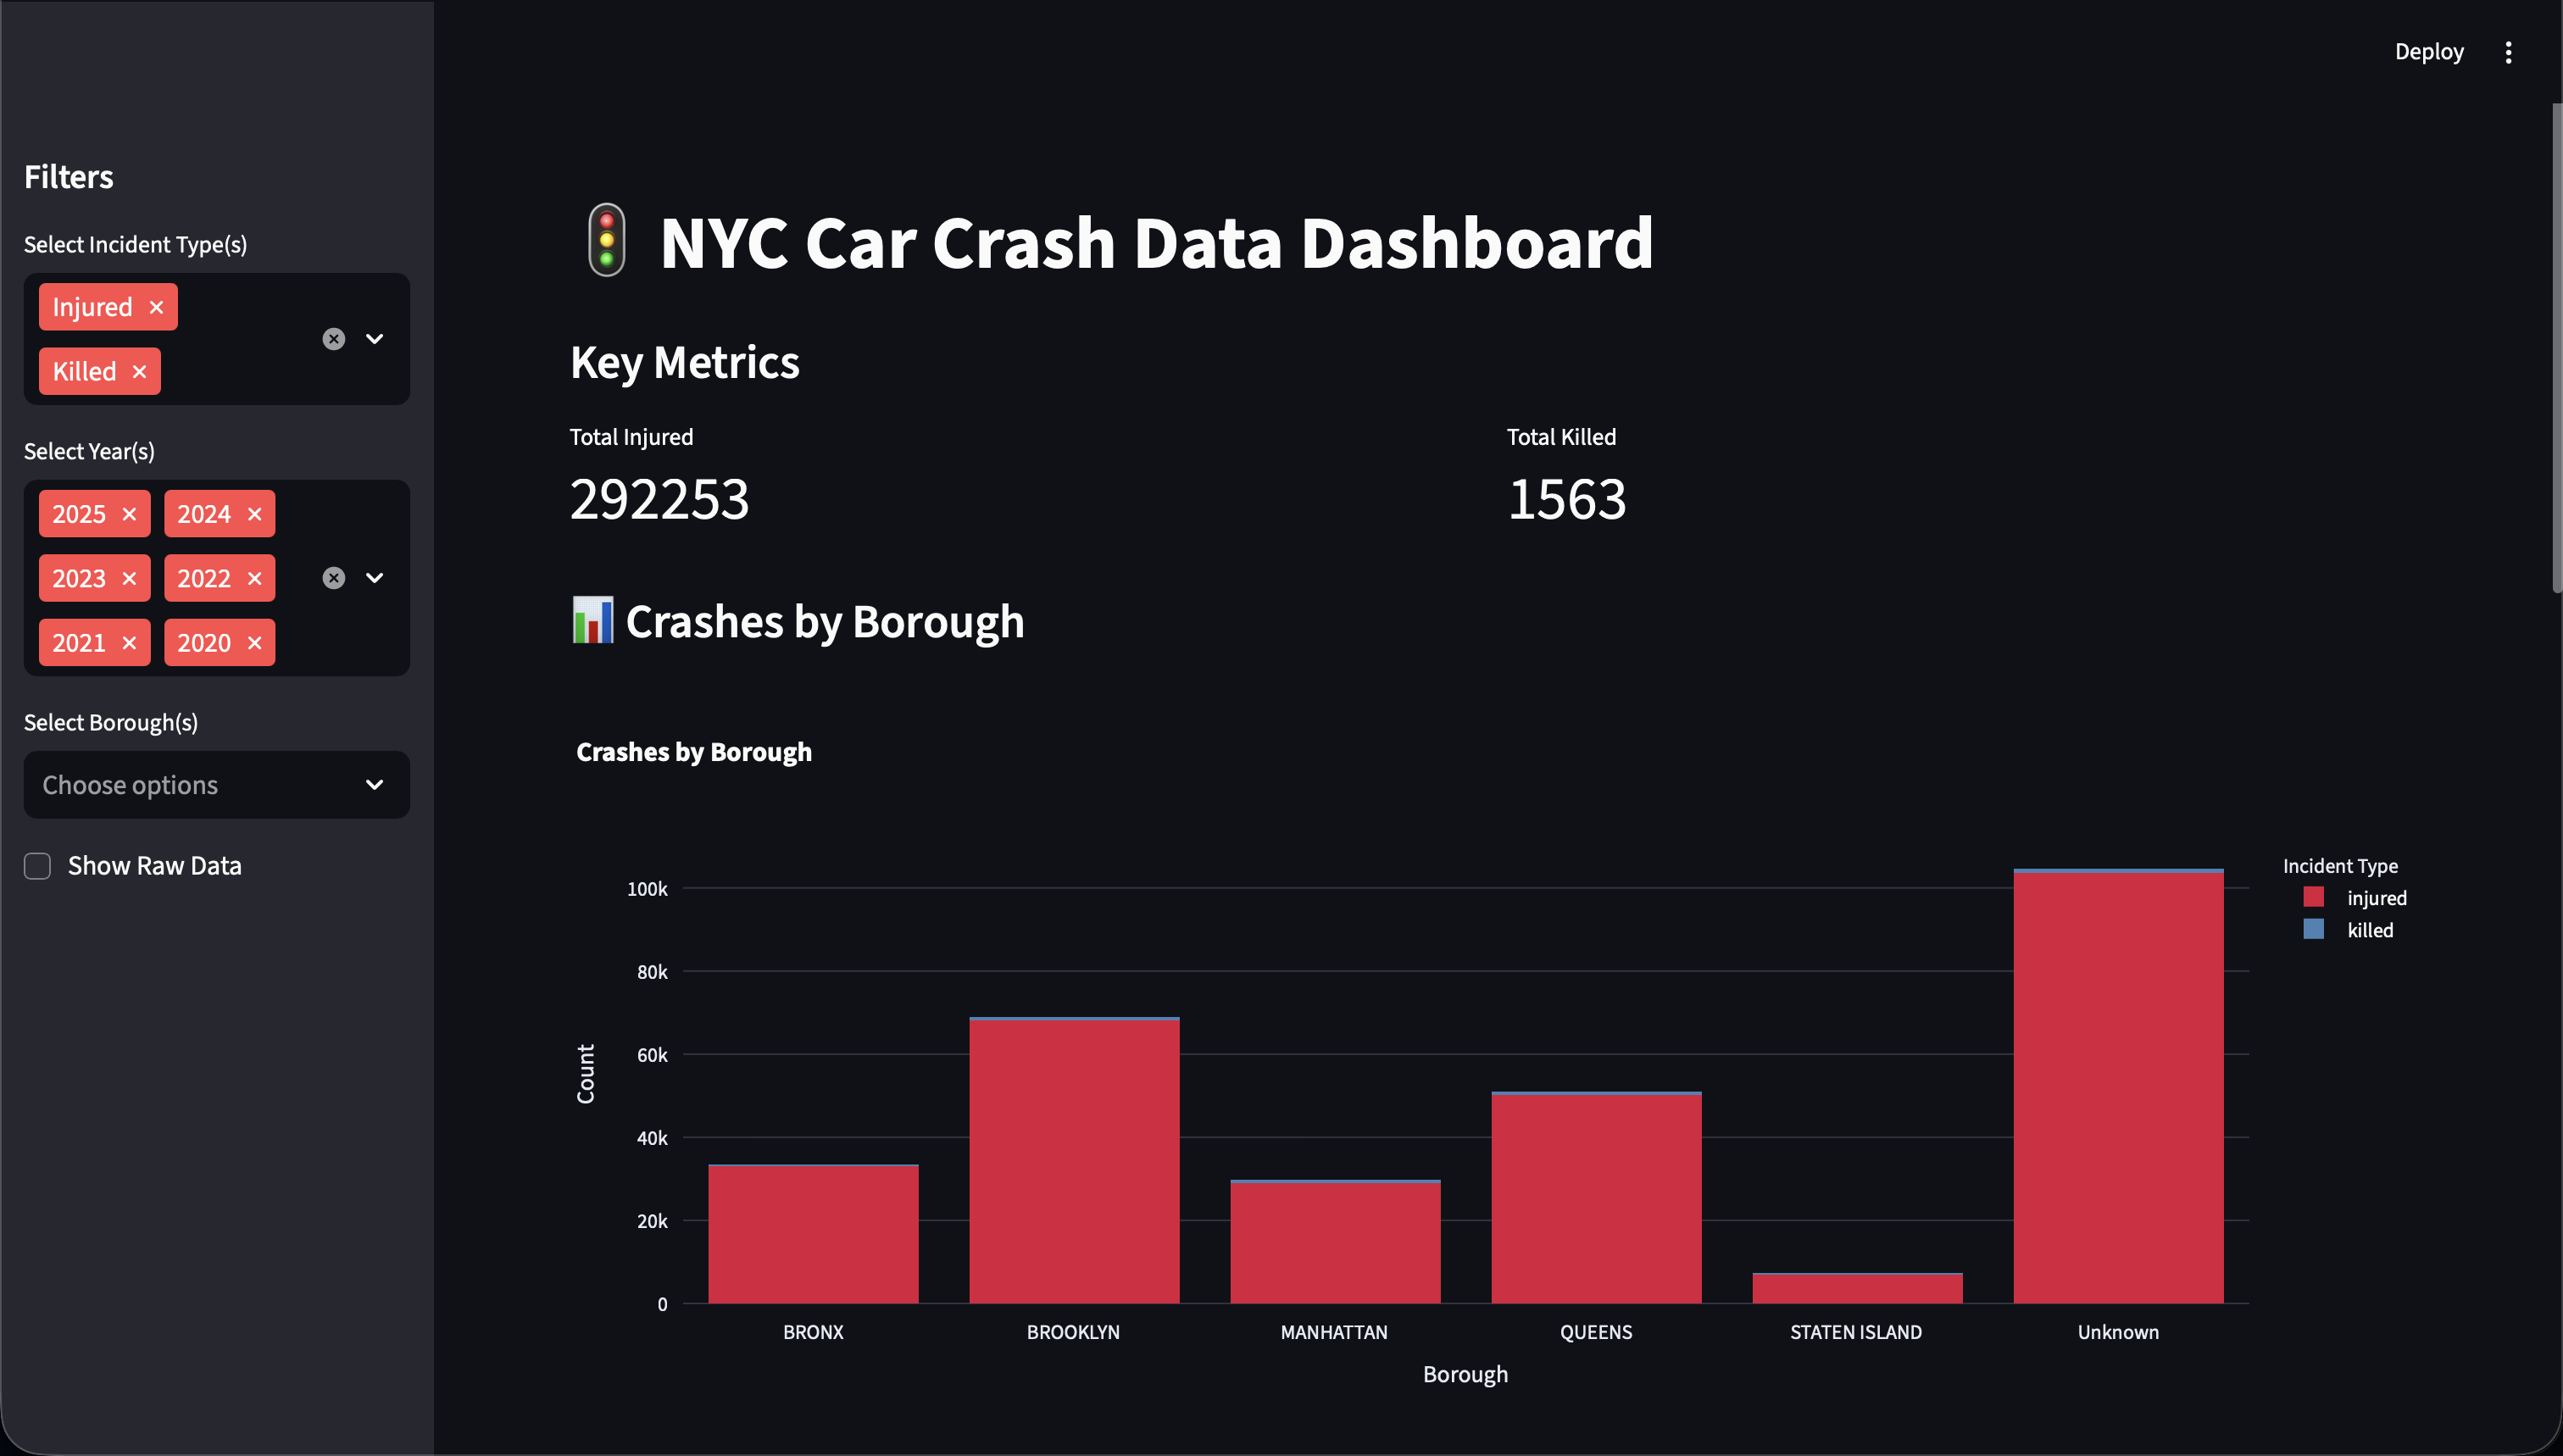 Deploy
Filters
Select Incident Type(s)
Injured
Killed
Select Year(s)
2025 2024
2023 2022
2021 2020
Select Borough(s)
Choose options
Show Raw Data
NYC Car Crash Data Dashboard
Key Metrics
Total Injured
292253
Total Killed
1563
Crashes by Borough
Crashes by Borough
Count
100k
80k
60k
40k
20k
0
BRONX BROOKLYN MANHATTAN QUEENS STATEN ISLAND Unknown
Borough
Incident Type
injured
killed